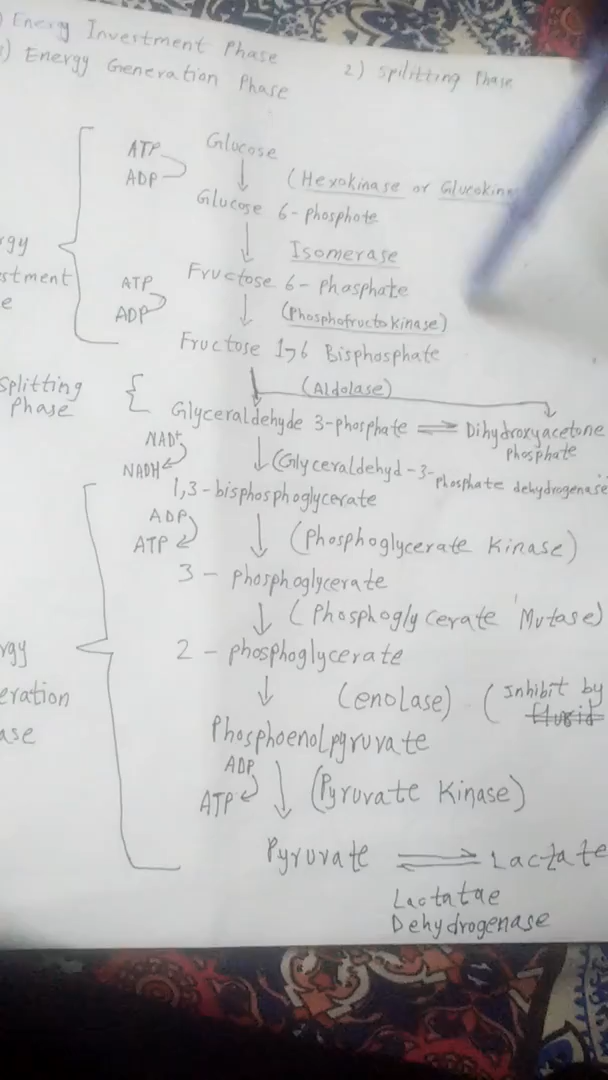 Energy Investment Phase
2) Spilitting Phase
) Energy Generation Phase
Glucose
ATP
ADP
(Hexokinase or Glucokin
Glucose 6-phosphate
Isomerase
Fructose 6-Phosphate
ATP
ADP
(Phosphofructokinase)
Fructose 1→6 Bisphosphate
rgy
stment
e
(Aldolase)
Splitting
Phase
Glyceraldehyde 3-phosphate ⇌ Dihydroxyacetone
phosphate
NAD+
NADH
(Glyceraldehyd-3-phosphate dehydrogenase
1,3-bisphosphoglycerate
ADP
ATP
(Phosphoglycerate Kinase)
3-Phosphoglycerate
(Phosphoglycerate Mutase)
2-phosphoglycerate
rgy
eration
ase
(enolase) (Inhibit by
Phosphoenolpyruvate
ADP
ATP
(Pyruvate Kinase)
Pyruvate ⇌ Lactate
Lactatae
Dehydrogenase